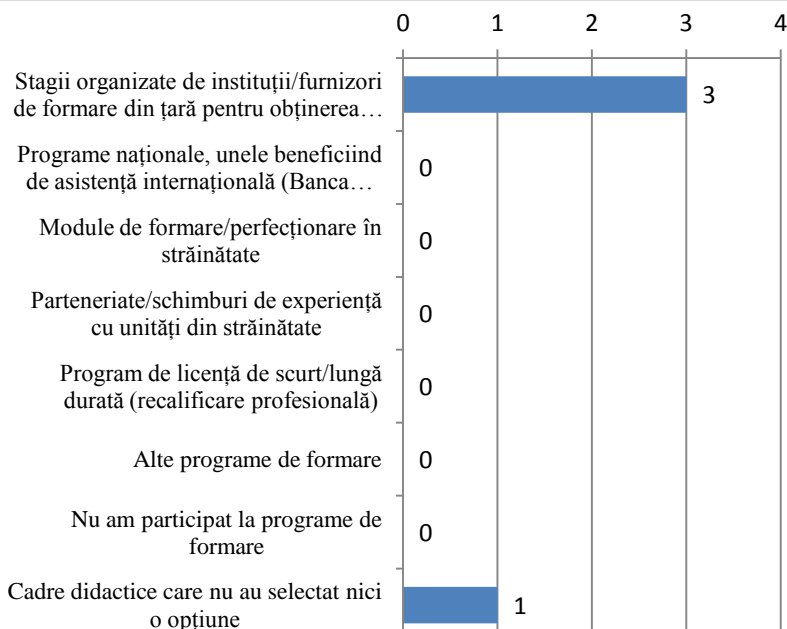 0 1 2 3 4
Stagii organizate de instituții/furnizori
de formare din țară pentru obținerea…
3
Programe naționale, unele beneficiind
de asistență internațională (Banca…
0
Module de formare/perfecționare în
străinătate
0
Parteneriate/schimburi de experiență
cu unități din străinătate
0
Program de licență de scurt/lungă
durată (recalificare profesională)
0
Alte programe de formare
0
Nu am participat la programe de
formare
0
Cadre didactice care nu au selectat nici
o opțiune
1